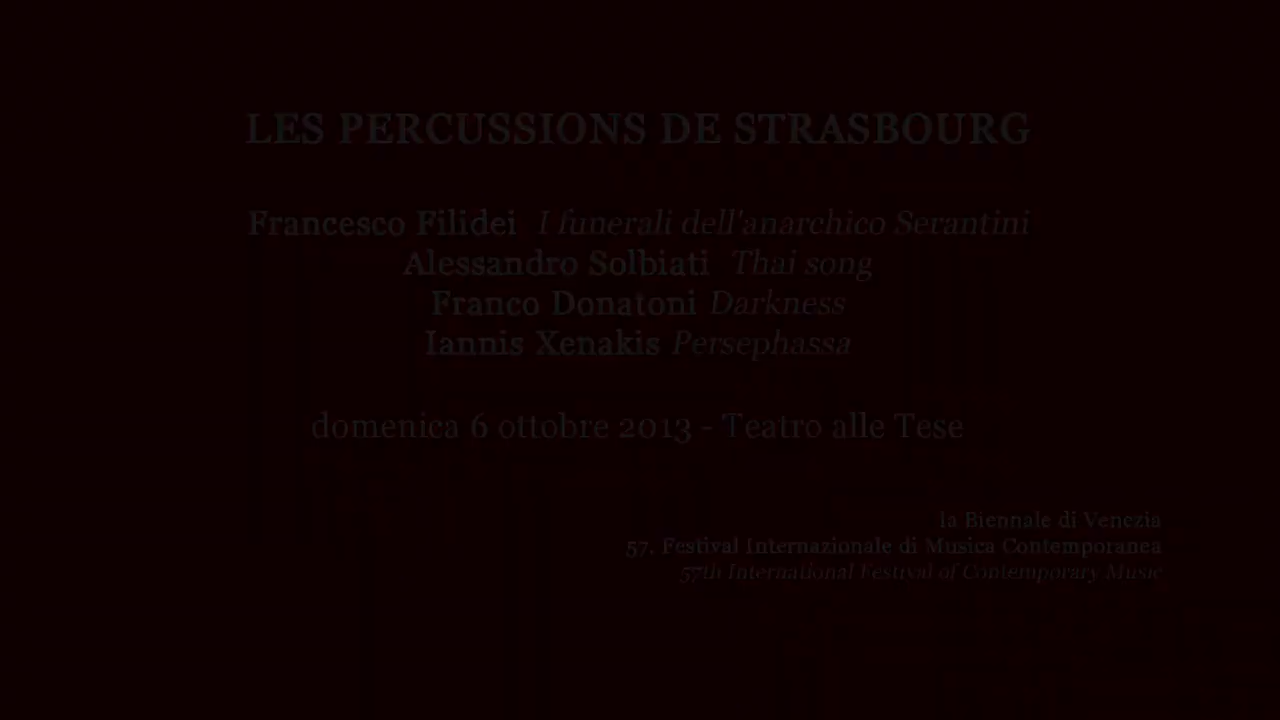 LES PERCUSSIONS DE STRASBOURG
Francesco Filidei I funerali dell'anarchico Serantini
Alessandro Solbiati Thai song
Franco Donatoni Darkness
Iannis Xenakis Persephassa
domenica 6 ottobre 2013 - Teatro alle Tese
la Biennale di Venezia
57. Festival Internazionale di Musica Contemporanea
57th International Festival of Contemporary Music